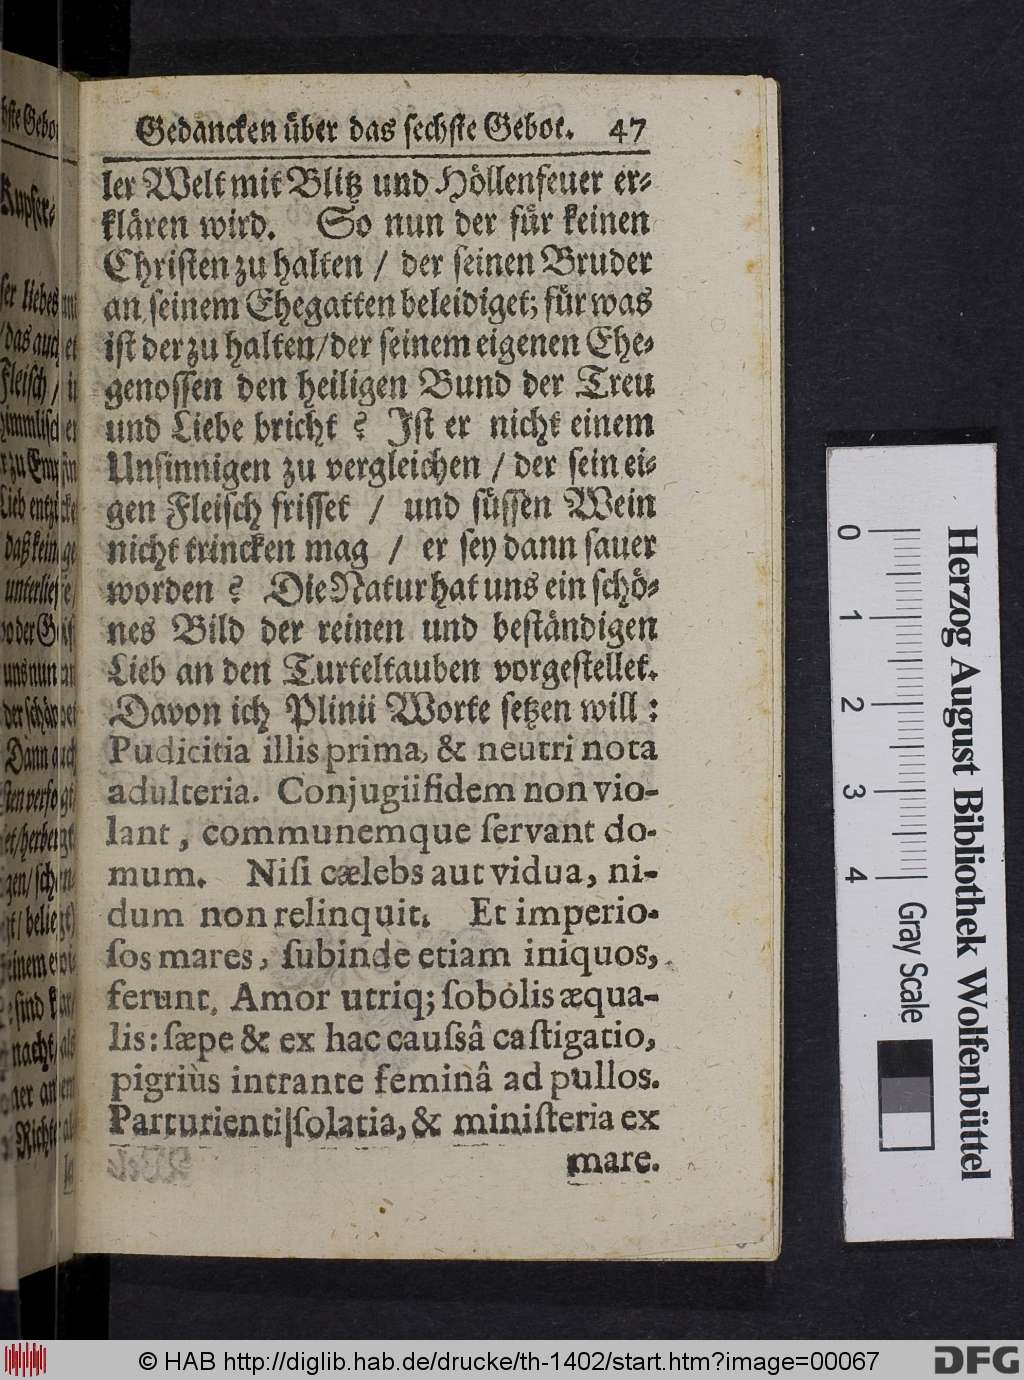 Gedancken über das sechste Gebot. 47
ler Welt mit Blitz und Höllenfeuer er⸗
klären wird. So nun der für keinen
Christen zu halten / der seinen Bruder
an seinem Ehegatten beleidiget; für was
ist der zu halten/der seinem eigenen Ehe⸗
genossen den heiligen Bund der Treu
und Liebe bricht ? Ist er nicht einem
Unsinnigen zu vergleichen / der sein ei⸗
gen Fleisch frisset / und süssen Wein
nicht trincken mag / er sey dann sauer
worden ? Die Natur hat uns ein schö⸗
nes Bild der reinen und beständigen
Lieb an den Turteltauben vorgestellet.
Davon ich Plinii Worte setzen will :
Pudicitia illis prima, & neutri nota
adulteria. Conjugii fidem non vio-
lant, communemque ſervant do-
mum. Niſi cælebs aut vidua, ni-
dum non relinquit. Et imperio-
ſos mares, ſubinde etiam iniquos,
ferunt. Amor utriq; ſobolis æqua-
lis: ſæpe & ex hac cauſsâ caſtigatio,
pigriùs intrante feminâ ad pullos.
Parturienti ſolatia, & miniſteria ex
mare.
Herzog August Bibliothek Wolfenbüttel
0 1 2 3 4
Gray Scale
© HAB http://diglib.hab.de/drucke/th-1402/start.htm?image=00067
DFG